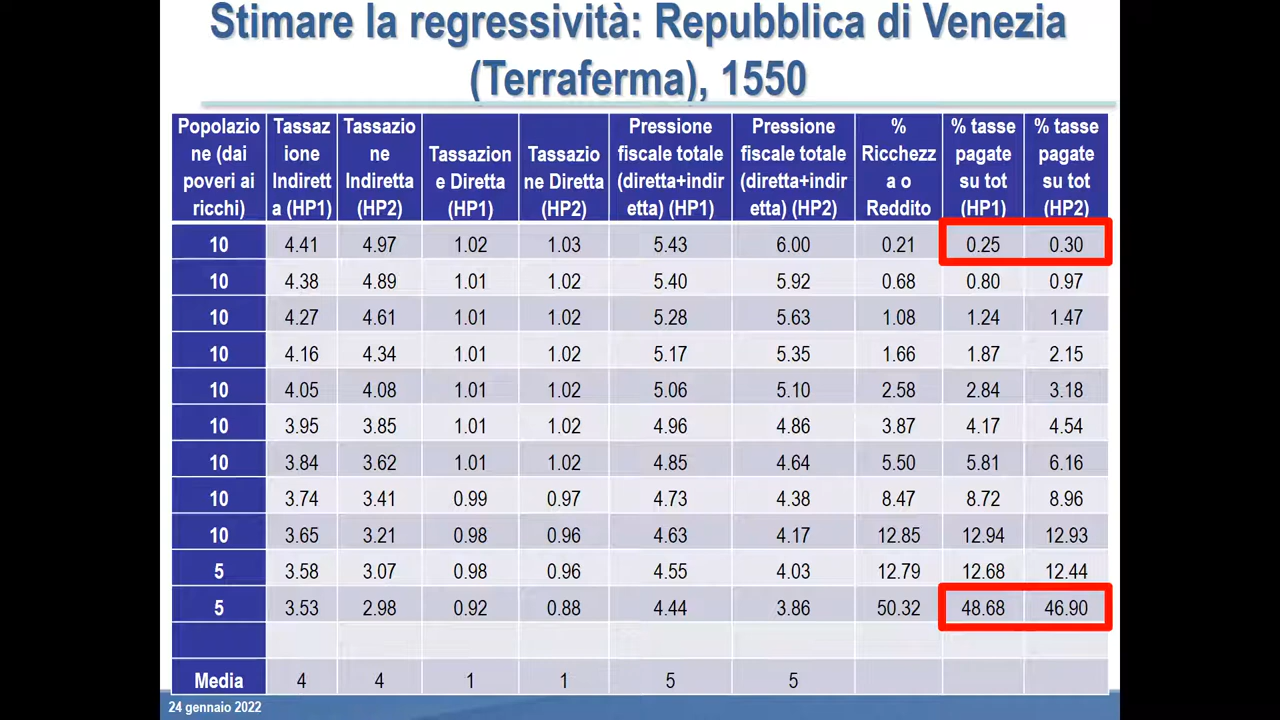 Stimare la regressività: Repubblica di Venezia
(Terraferma), 1550
Popolazio
ne (dai
poveri ai
ricchi)
Tassaz
ione
Indirett
a (HP1)
Tassazio
ne
Indiretta
(HP2)
Tassazion
e Diretta
(HP1)
Tassazio
ne Diretta
(HP2)
Pressione
fiscale totale
(diretta+indir
etta) (HP1)
Pressione
fiscale totale
(diretta+indir
etta) (HP2)
%
Ricchezz
a o
Reddito
% tasse
pagate
su tot
(HP1)
% tasse
pagate
su tot
(HP2)
10 4.41 4.97 1.02 1.03 5.43 6.00 0.21 0.25 0.30
10 4.38 4.89 1.01 1.02 5.40 5.92 0.68 0.80 0.97
10 4.27 4.61 1.01 1.02 5.28 5.63 1.08 1.24 1.47
10 4.16 4.34 1.01 1.02 5.17 5.35 1.66 1.87 2.15
10 4.05 4.08 1.01 1.02 5.06 5.10 2.58 2.84 3.18
10 3.95 3.85 1.01 1.02 4.96 4.86 3.87 4.17 4.54
10 3.84 3.62 1.01 1.02 4.85 4.64 5.50 5.81 6.16
10 3.74 3.41 0.99 0.97 4.73 4.38 8.47 8.72 8.96
10 3.65 3.21 0.98 0.96 4.63 4.17 12.85 12.94 12.93
5 3.58 3.07 0.98 0.96 4.55 4.03 12.79 12.68 12.44
5 3.53 2.98 0.92 0.88 4.44 3.86 50.32 48.68 46.90
Media 4 4 1 1 5 5
24 gennaio 2022